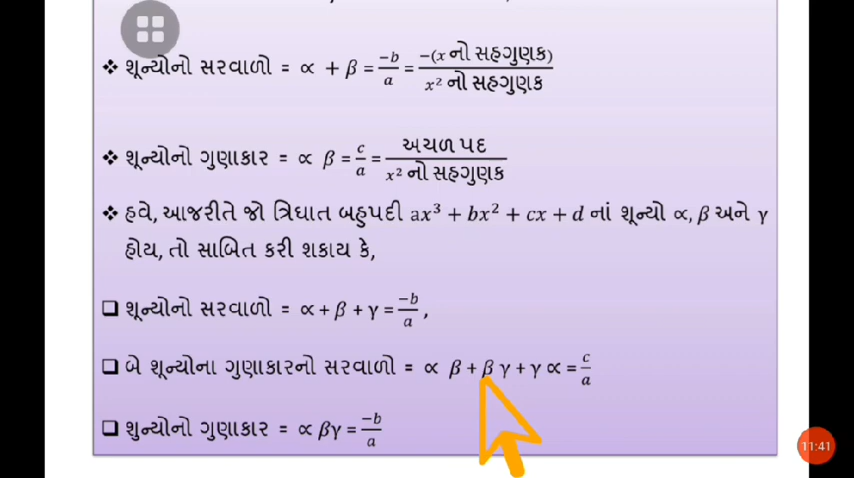 ❖ શૂન્યોનો સરવાળો = ∝ + β = -b/a = -(x નો સહગુણક)/x² નો સહગુણક
❖ શૂન્યોનો ગુણાકાર = ∝ β = c/a = અચળ પદ/x² નો સહગુણક
❖ હવે, આજરીતે જો ત્રિઘાત બહુપદી ax³ + bx² + cx + d નાં શૂન્યો ∝, β અને γ
હોય, તો સાબિત કરી શકાય કે,
❑ શૂન્યોનો સરવાળો = ∝ + β + γ = -b/a,
❑ બે શૂન્યોના ગુણાકારનો સરવાળો = ∝ β + β γ + γ ∝ = c/a
❑ શુન્યોનો ગુણાકાર = ∝ βγ = -b/a
11:41